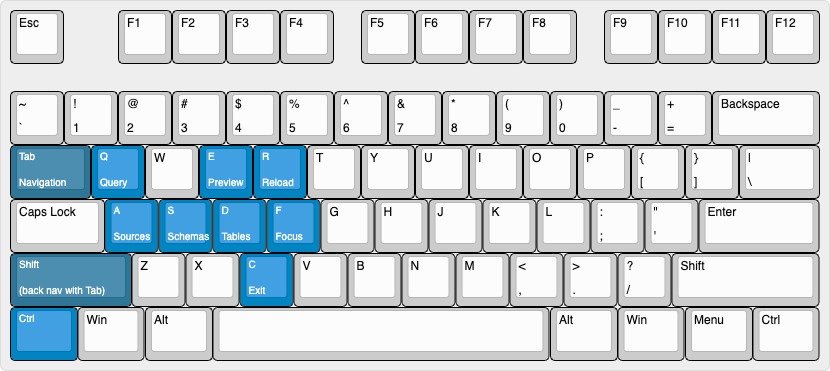 Esc F1 F2 F3 F4 F5 F6 F7 F8 F9 F10 F11 F12
~ ! @ # $ % ^ & * ( ) _ + Backspace
` 1 2 3 4 5 6 7 8 9 0 - =
Tab Q W E R T Y U I O P { } |
Navigation Query Preview Reload [ ] \
Caps Lock A S D F G H J K L : " Enter
Sources Schemas Tables Focus ; '
Shift Z X C V B N M < > ? Shift
(back nav with Tab) Exit , . /
Ctrl Win Alt Alt Win Menu Ctrl